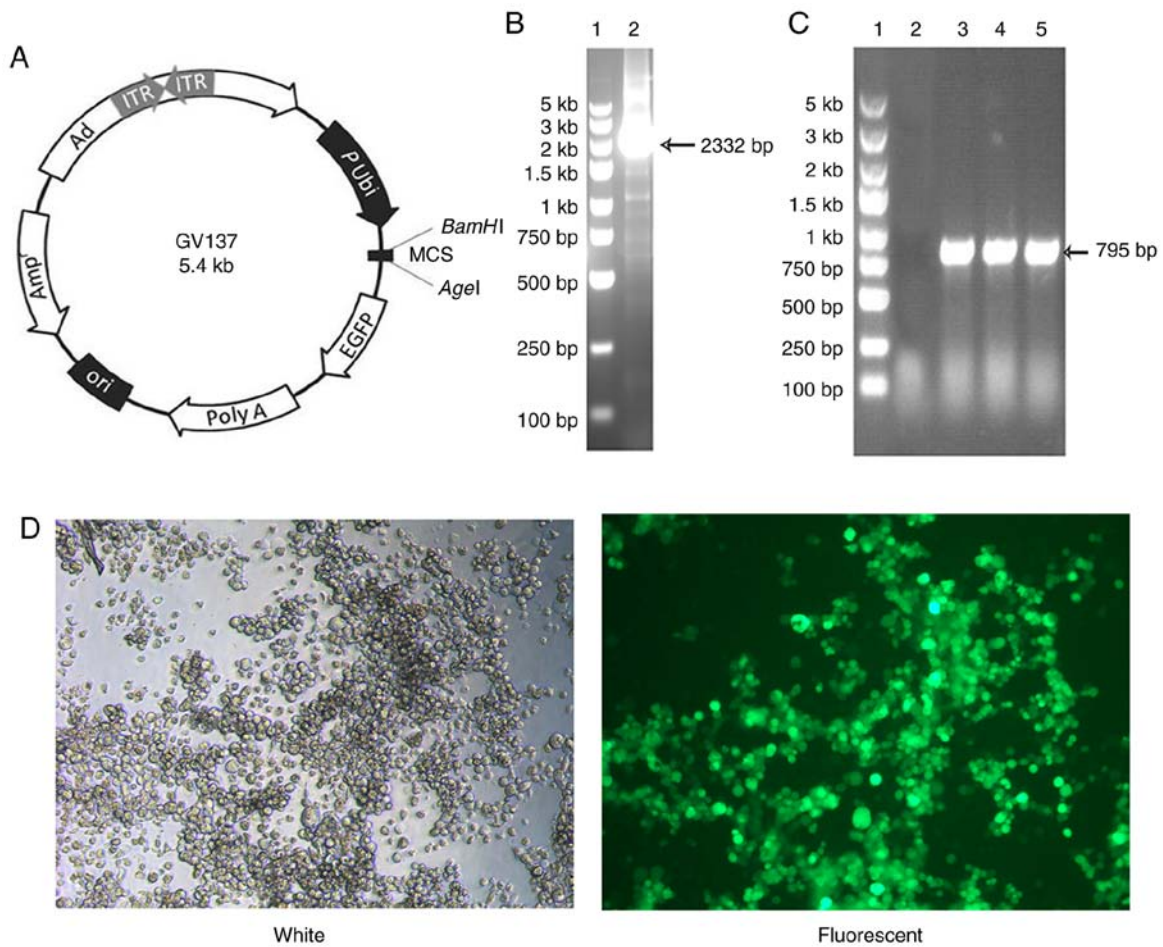 A
ITR
ITR
Ad
P Ubi
BamHI
MCS
AgeI
GV137
5.4 kb
EGFP
Poly A
ori
Ampr
B
1 2
5 kb
3 kb
2 kb
1.5 kb
1 kb
750 bp
500 bp
250 bp
100 bp
2332 bp
C
1 2 3 4 5
5 kb
3 kb
2 kb
1.5 kb
1 kb
750 bp
500 bp
250 bp
100 bp
795 bp
D
White
Fluorescent